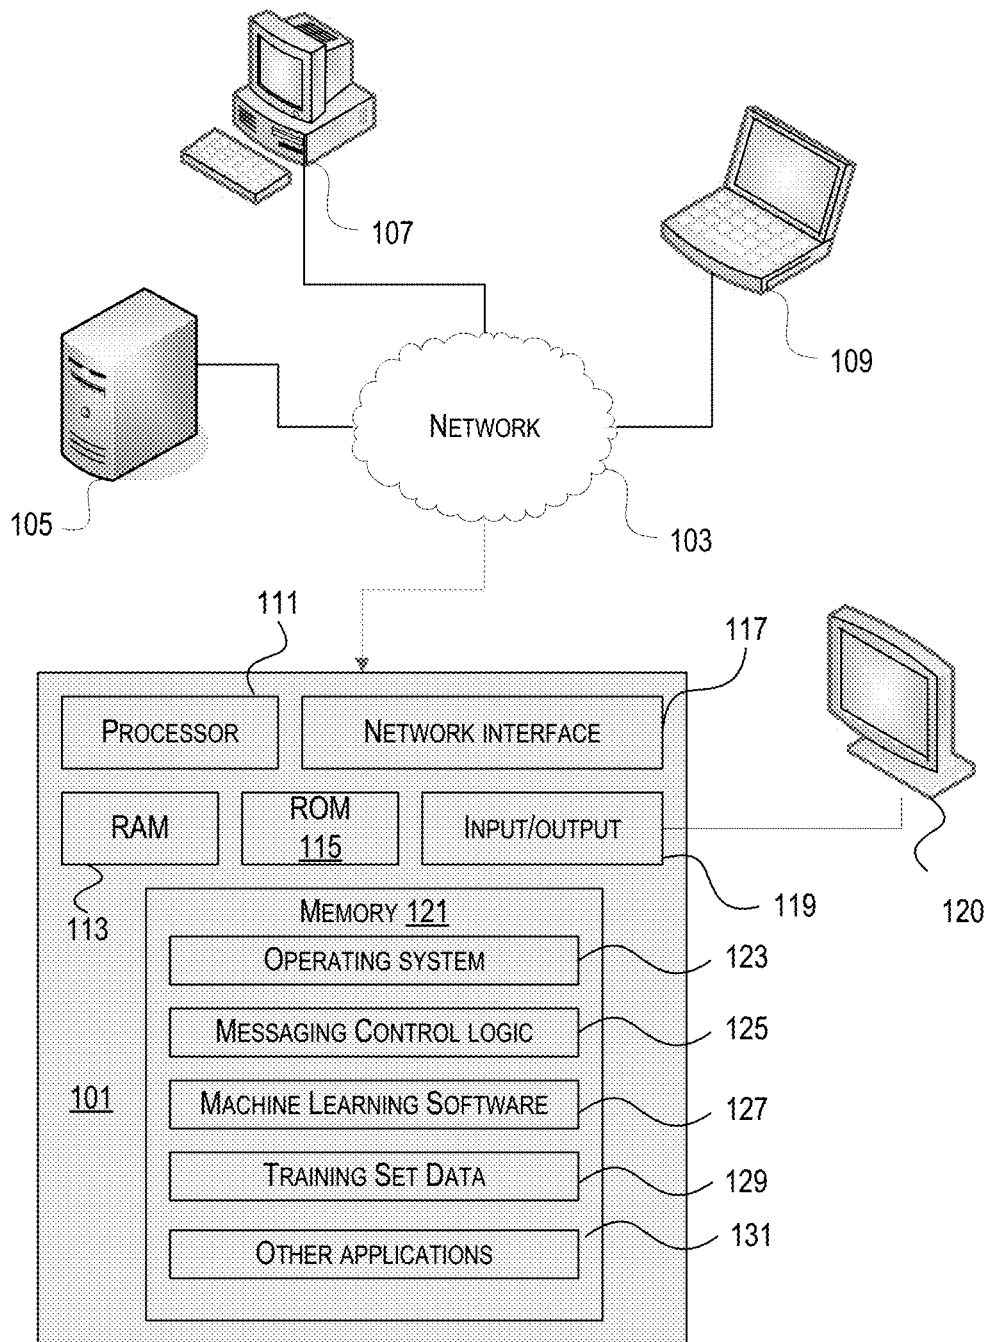 107
109
NETWORK
105
103
111
117
PROCESSOR
NETWORK INTERFACE
RAM
ROM
115
INPUT/OUTPUT
113
119
120
MEMORY 121
OPERATING SYSTEM
123
MESSAGING CONTROL LOGIC
125
101
MACHINE LEARNING SOFTWARE
127
TRAINING SET DATA
129
OTHER APPLICATIONS
131